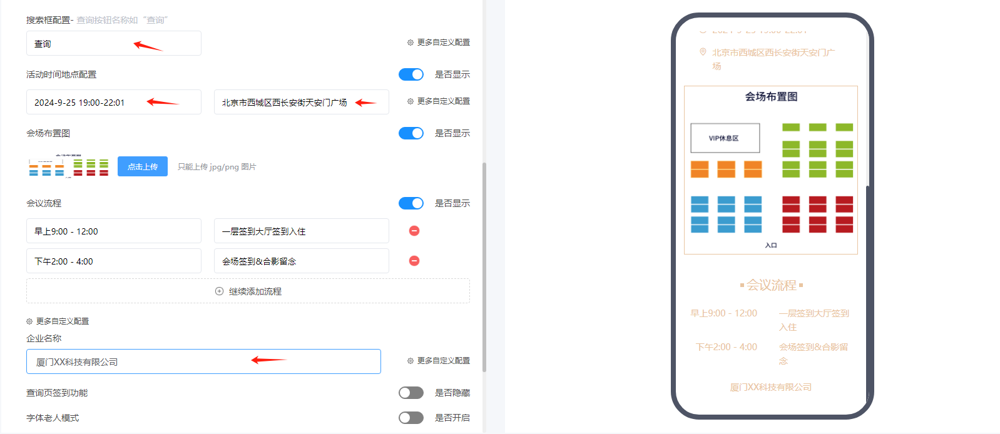 搜索框配置- 查询按钮名称如“查询”
查询
更多自定义配置
活动时间地点配置
是否显示
2024-9-25 19:00-22:01
北京市西城区西长安街天安门广场
更多自定义配置
会场布置图
是否显示
点击上传
只能上传 jpg/png 图片
会议流程
是否显示
早上9:00 - 12:00
一层签到大厅签到入住
下午2:00 - 4:00
会场签到&合影留念
继续添加流程
更多自定义配置
企业名称
厦门XX科技有限公司
更多自定义配置
查询页签到功能
是否隐藏
字体老人模式
是否开启
2024-9-25 19:00-22:01
北京市西城区西长安街天安门广
场
会场布置图
VIP休息区
入口
会议流程
早上9:00 - 12:00
一层签到大厅签到
入住
下午2:00 - 4:00
会场签到&合影留
念
厦门XX科技有限公司